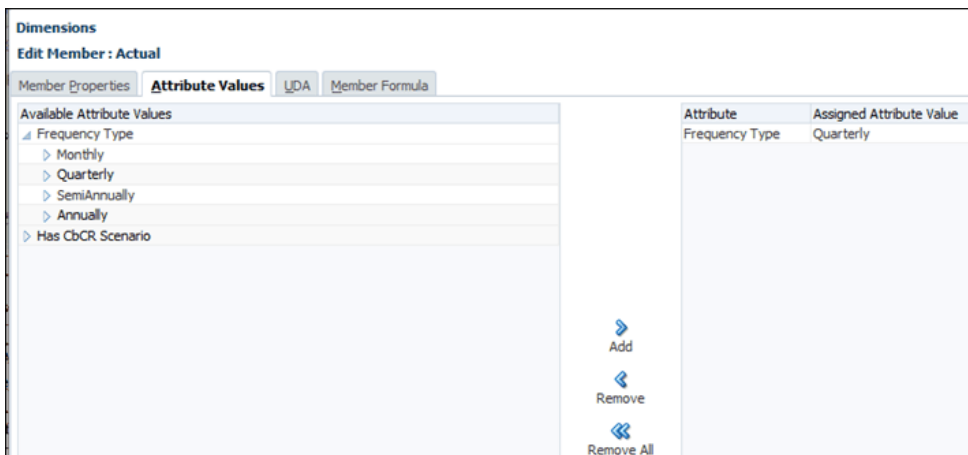 Dimensions
Edit Member : Actual
Member Properties Attribute Values UDA Member Formula
Available Attribute Values Attribute Assigned Attribute Value
Frequency Type Frequency Type Quarterly
Monthly
Quarterly
SemiAnnually
Annually
Has CbCR Scenario
Add
Remove
Remove All